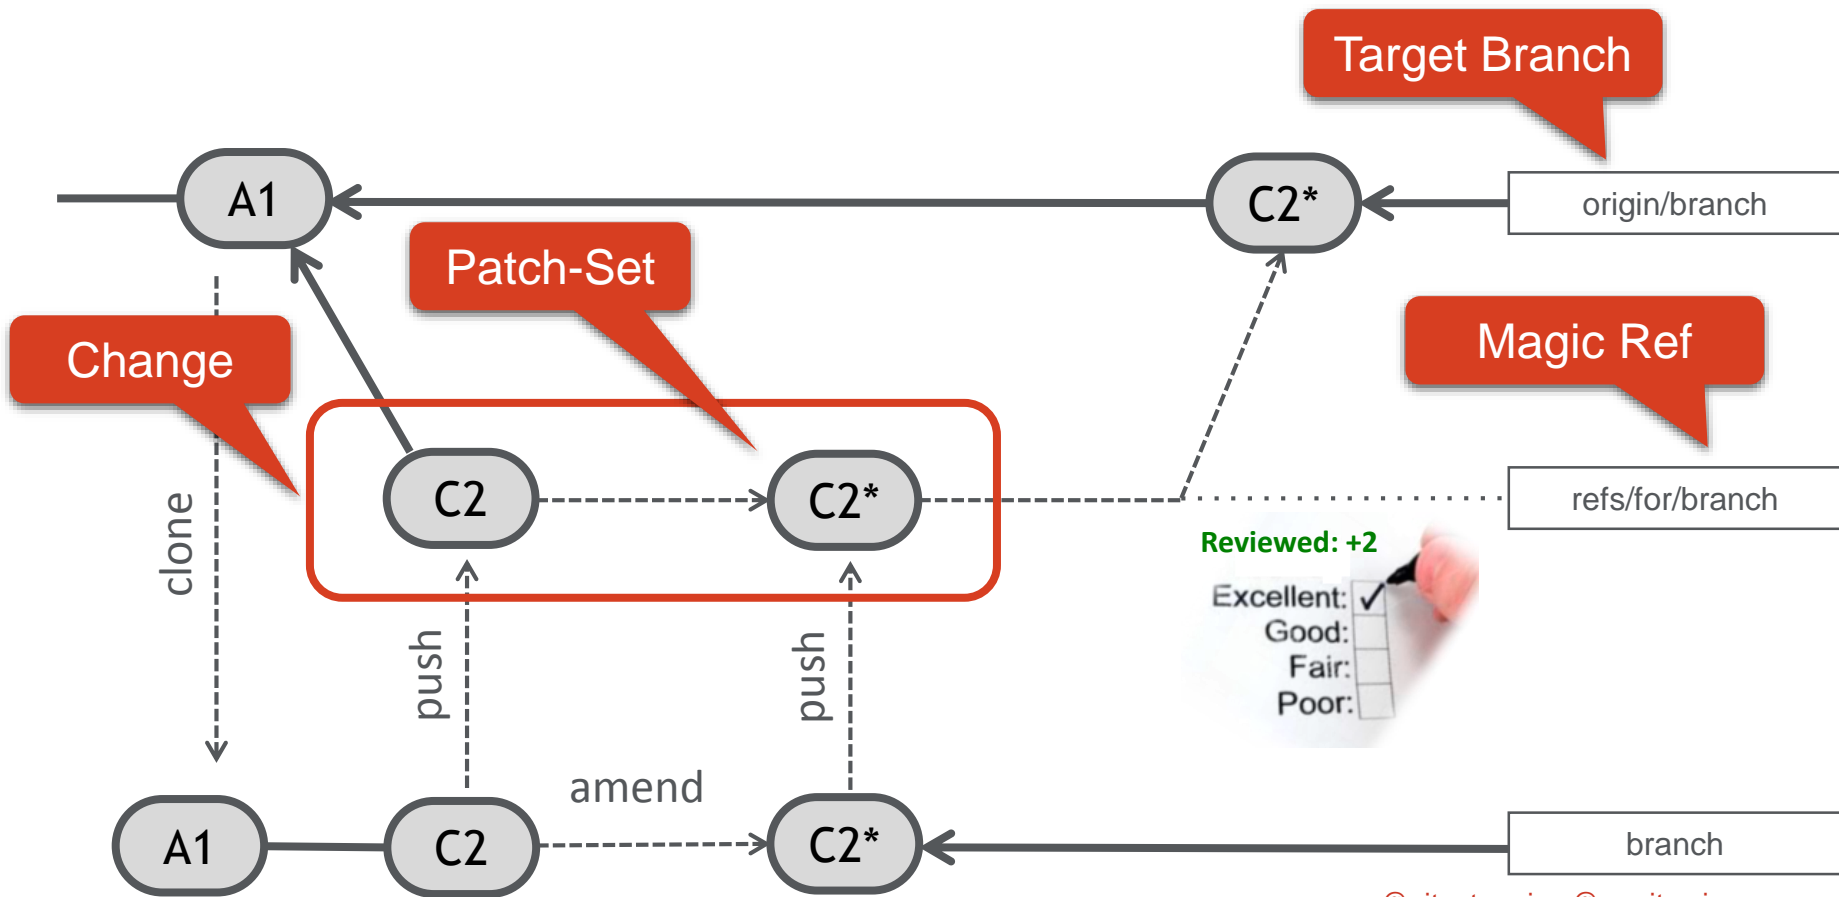 Target Branch
A1
C2*
origin/branch
Patch-Set
Change
Magic Ref
C2
C2*
refs/for/branch
clone
Reviewed: +2
Excellent:
Good:
Fair:
Poor:
push
push
amend
A1
C2
C2*
branch